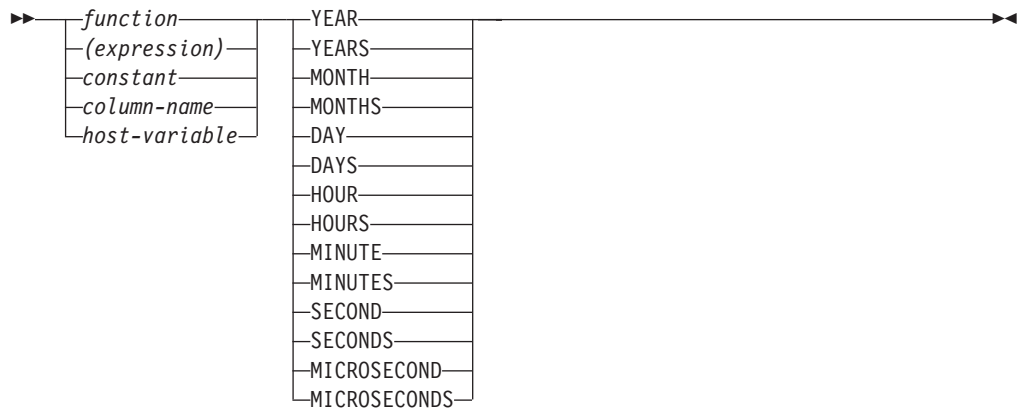 function YEAR
(expression) YEARS
constant MONTH
column-name MONTHS
host-variable DAY
DAYS
HOUR
HOURS
MINUTE
MINUTES
SECOND
SECONDS
MICROSECOND
MICROSECONDS